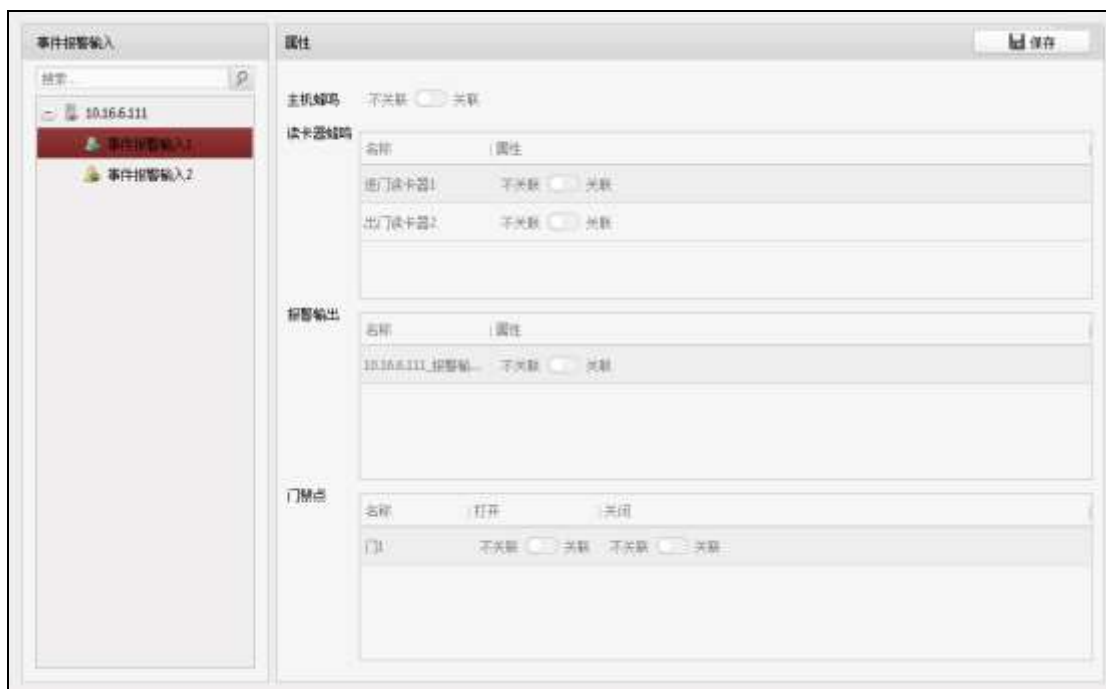 事件报警输入
搜索...
10.16.6.111
事件报警输入1
事件报警输入2
属性
保存
主机蜂鸣 不关联 关联
读卡器蜂鸣
名称 属性
进门读卡器1 不关联 关联
出门读卡器2 不关联 关联
报警输出
名称 属性
10.16.6.111_报警输... 不关联 关联
门禁点
名称 打开 关闭
门1 不关联 关联 不关联 关联